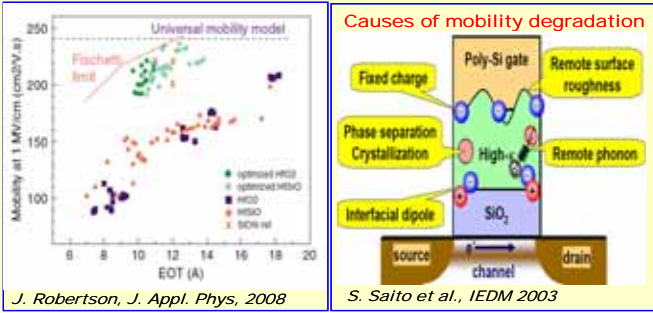 250
200
150
100
Mobility at 1 MV/cm (cm2/V.s)
Universal mobility model
Fischetti
limit
optimized HfO2
optimized HfSiO
HfO2
HfSiO
SiON ref
6 8 10 12 14 16 18 20
EOT (A)
J. Robertson, J. Appl. Phys, 2008
Causes of mobility degradation
Poly-Si gate
Fixed charge
Remote surface
roughness
Phase separation
Crystallization
High-κ
Remote phonon
Interfacial dipole
SiO2
source
e-
drain
channel
S. Saito et al., IEDM 2003